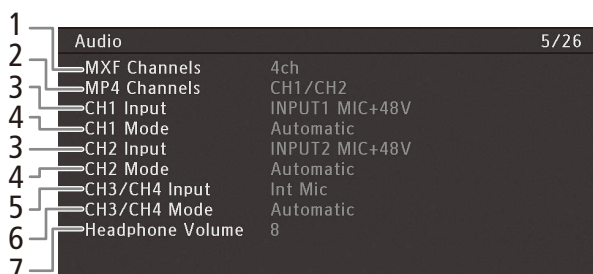 Audio 5/26
1 MXF Channels 4ch
2 MP4 Channels CH1/CH2
3 CH1 Input INPUT1 MIC+48V
4 CH1 Mode Automatic
3 CH2 Input INPUT2 MIC+48V
4 CH2 Mode Automatic
5 CH3/CH4 Input Int Mic
6 CH3/CH4 Mode Automatic
7 Headphone Volume 8